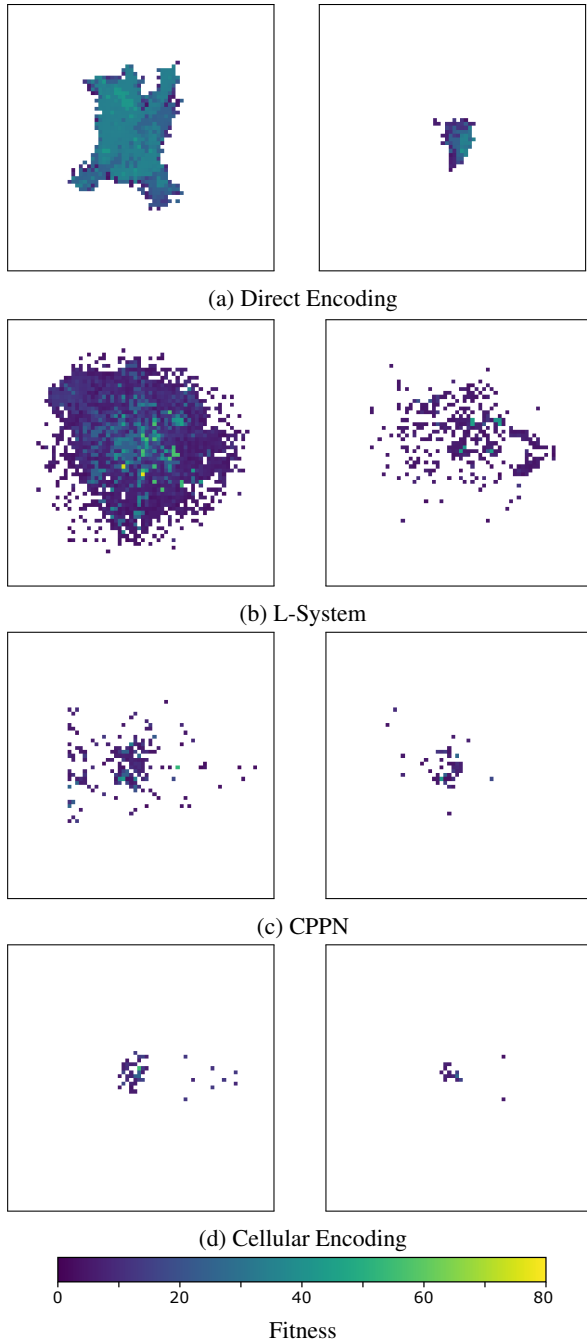 (a) Direct Encoding
(b) L-System
(c) CPPN
(d) Cellular Encoding
0 20 40 60 80
Fitness